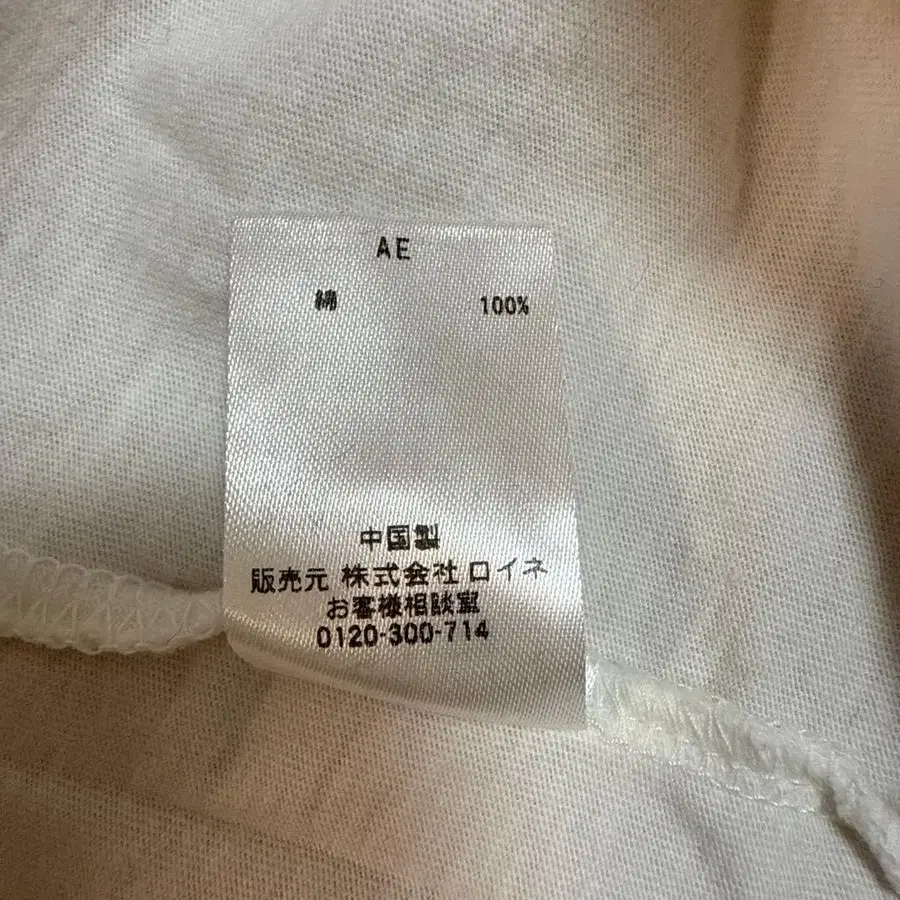 AE
綿 100%
中国製
販売元 株式会社 ロイネ
お客様相談室
0120-300-714